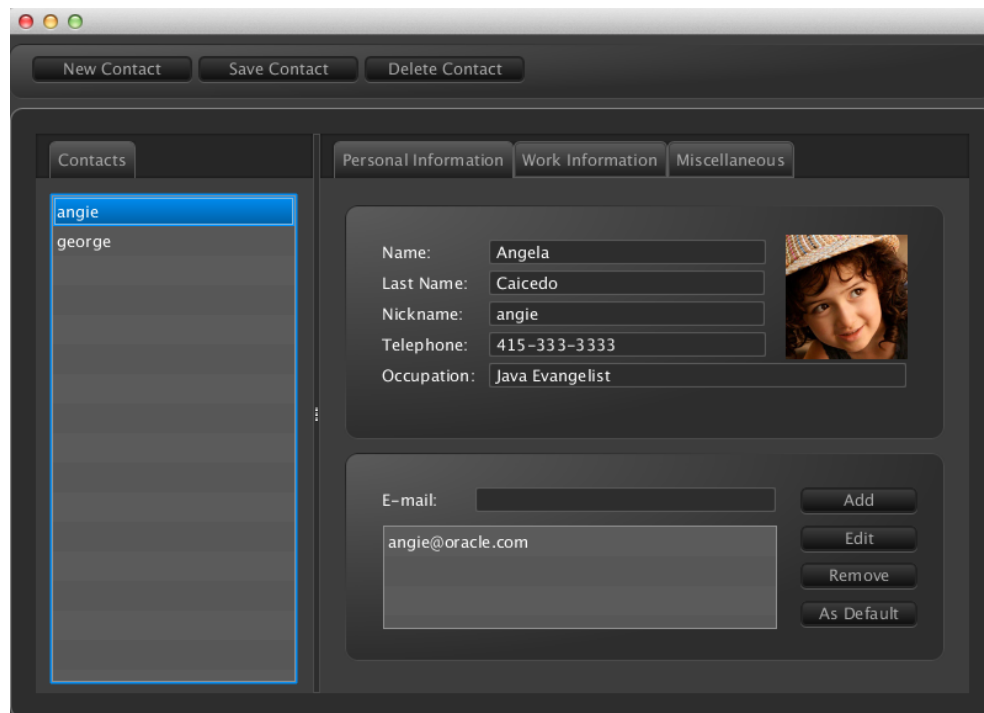 New Contact Save Contact Delete Contact
Contacts
angie
george
Personal Information Work Information Miscellaneous
Name: Angela
Last Name: Caicedo
Nickname: angie
Telephone: 415-333-3333
Occupation: Java Evangelist
E-mail: Add
angie@oracle.com
Edit
Remove
As Default